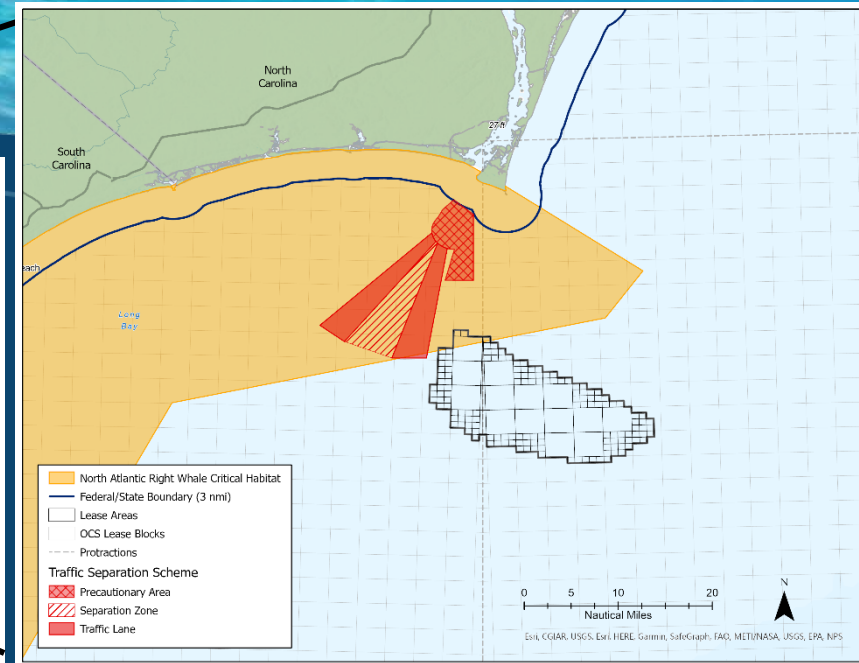 North
Carolina
27 ft
South
Carolina
each
Long
Bay
North Atlantic Right Whale Critical Habitat
Federal/State Boundary (3 nmi)
Lease Areas
OCS Lease Blocks
Protractions
Traffic Separation Scheme
Precautionary Area
Separation Zone
Traffic Lane
0 5 10 20
Nautical Miles
N
Esri, CGIAR, USGS, Esri, HERE, Garmin, SafeGraph, FAO, METI/NASA, USGS, EPA, NPS